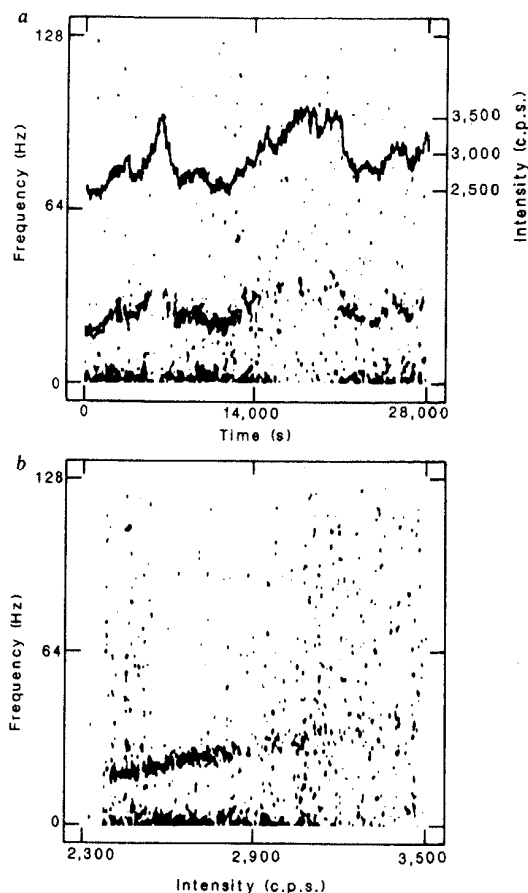 a
128
64
0
Frequency (Hz)
3,500
3,000
2,500
Intensity (c.p.s.)
0 14,000 28,000
Time (s)
b
128
64
0
Frequency (Hz)
2,300 2,900 3,500
Intensity (c.p.s.)